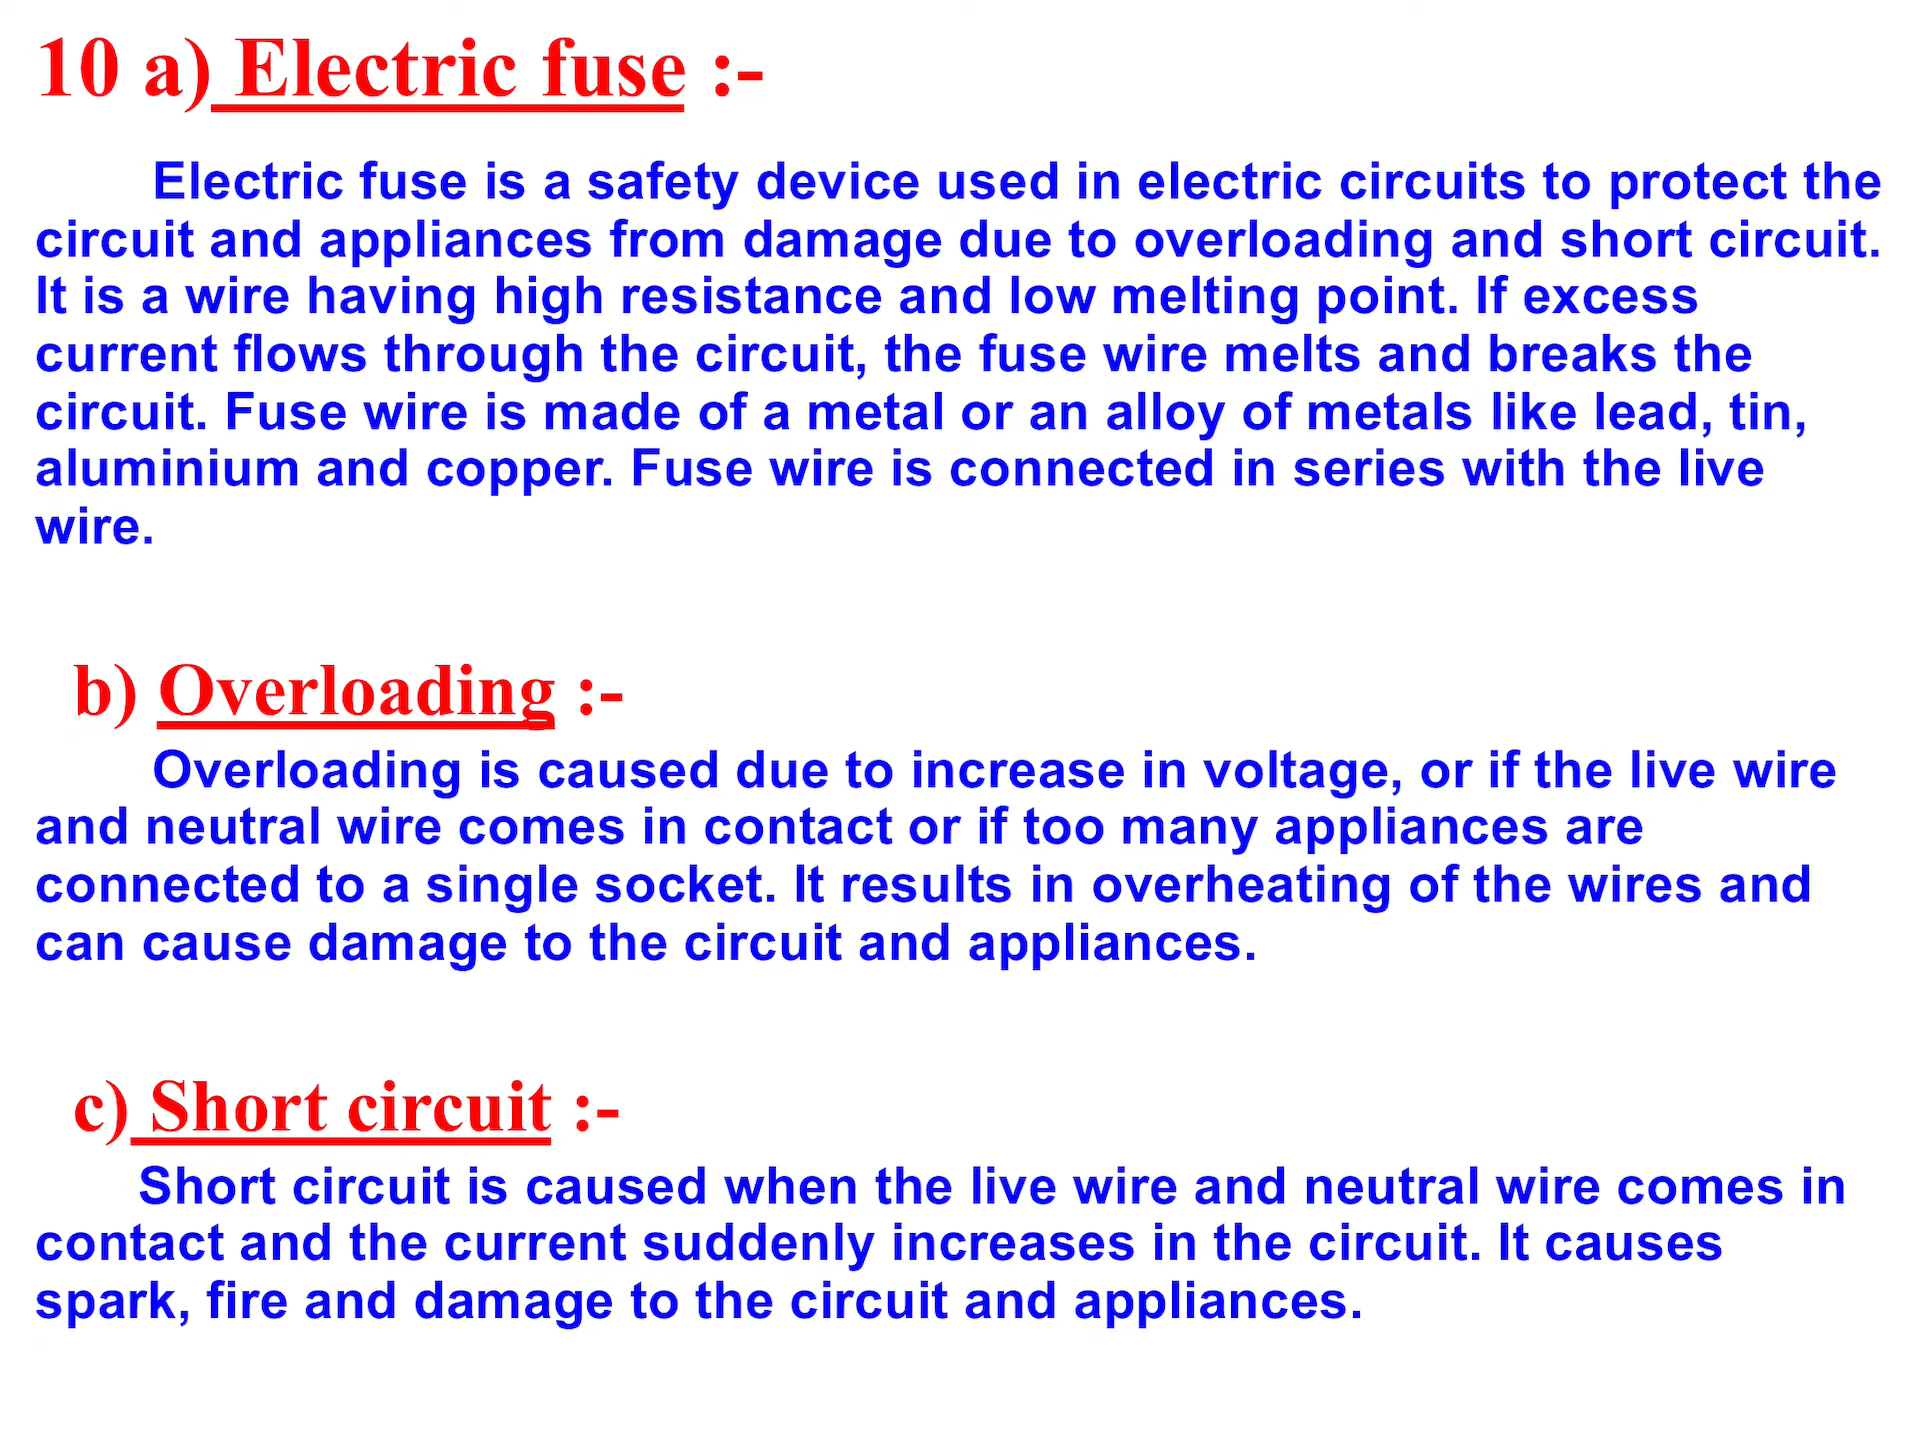 10 a) Electric fuse :-
Electric fuse is a safety device used in electric circuits to protect the
circuit and appliances from damage due to overloading and short circuit.
It is a wire having high resistance and low melting point. If excess
current flows through the circuit, the fuse wire melts and breaks the
circuit. Fuse wire is made of a metal or an alloy of metals like lead, tin,
aluminium and copper. Fuse wire is connected in series with the live
wire.
b) Overloading :-
Overloading is caused due to increase in voltage, or if the live wire
and neutral wire comes in contact or if too many appliances are
connected to a single socket. It results in overheating of the wires and
can cause damage to the circuit and appliances.
c) Short circuit :-
Short circuit is caused when the live wire and neutral wire comes in
contact and the current suddenly increases in the circuit. It causes
spark, fire and damage to the circuit and appliances.